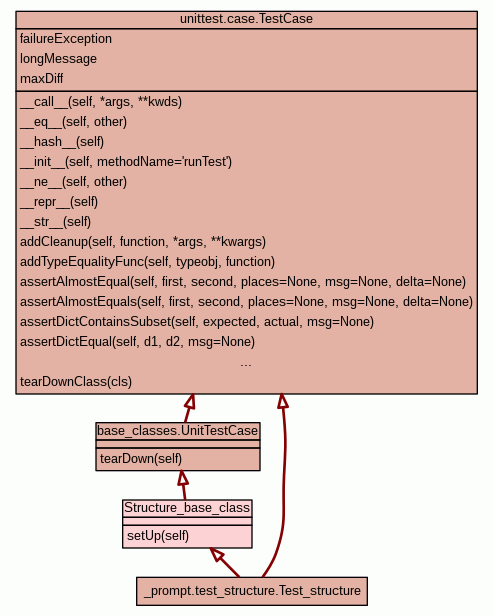 unittest.case.TestCase
failureException
longMessage
maxDiff
__call__(self, *args, **kwds)
__eq__(self, other)
__hash__(self)
__init__(self, methodName='runTest')
__ne__(self, other)
__repr__(self)
__str__(self)
addCleanup(self, function, *args, **kwargs)
addTypeEqualityFunc(self, typeobj, function)
assertAlmostEqual(self, first, second, places=None, msg=None, delta=None)
assertAlmostEquals(self, first, second, places=None, msg=None, delta=None)
assertDictContainsSubset(self, expected, actual, msg=None)
assertDictEqual(self, d1, d2, msg=None)
...
tearDownClass(cls)
base_classes.UnitTestCase
tearDown(self)
Structure_base_class
setUp(self)
_prompt.test_structure.Test_structure